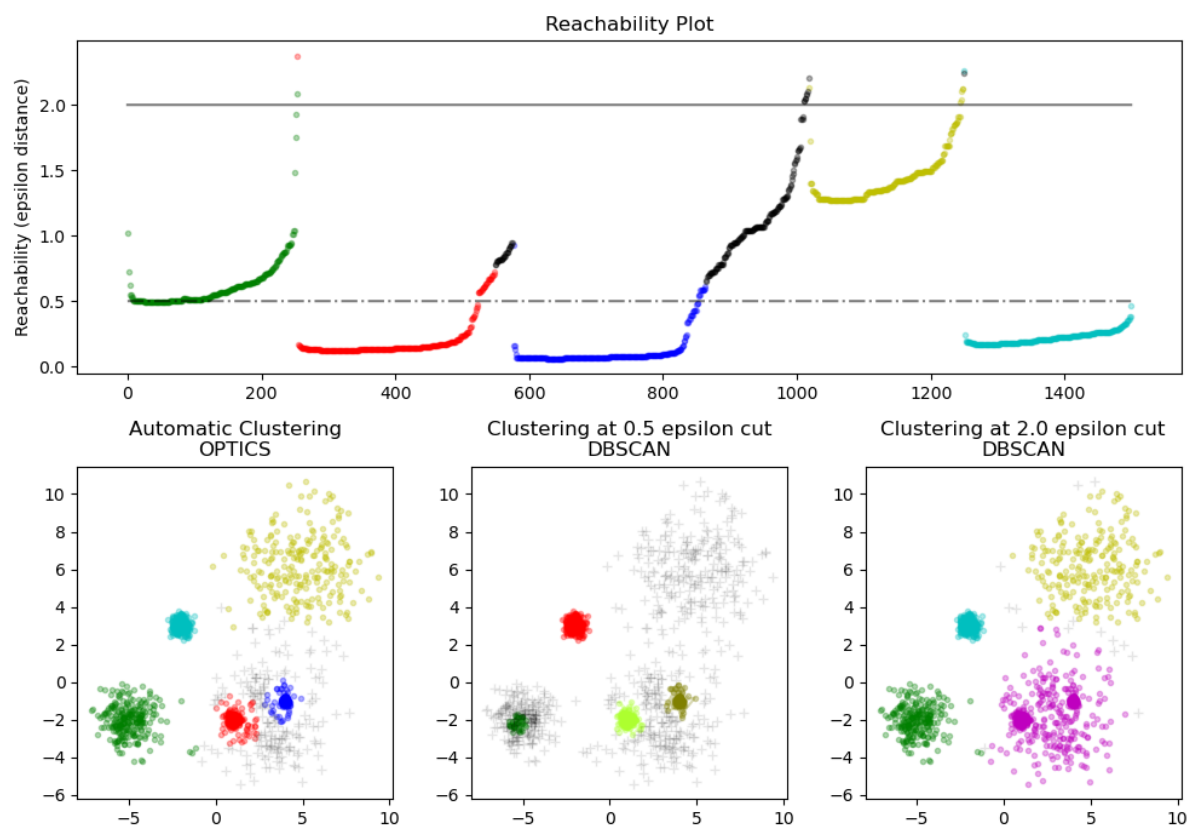 Reachability Plot
Reachability (epsilon distance)
2.0
1.5
1.0
0.5
0.0
0 200 400 600 800 1000 1200 1400
Automatic Clustering
OPTICS
10
8
6
4
2
0
−2
−4
−6
−5 0 5 10
Clustering at 0.5 epsilon cut
DBSCAN
10
8
6
4
2
0
−2
−4
−6
−5 0 5 10
Clustering at 2.0 epsilon cut
DBSCAN
10
8
6
4
2
0
−2
−4
−6
−5 0 5 10